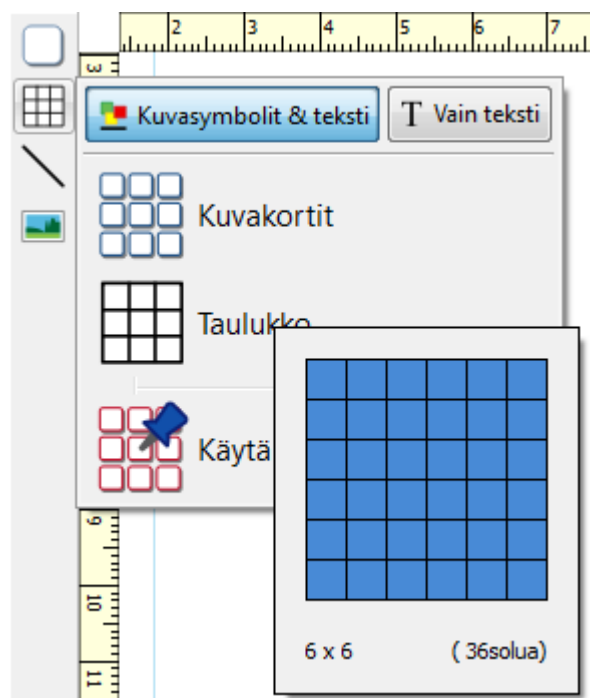 2 3 4 5 6 7
3
Kuvasymbolit & teksti
T Vain teksti
Kuvakortit
Taulukko
Käytä
9
10
11
6 x 6 ( 36solua)